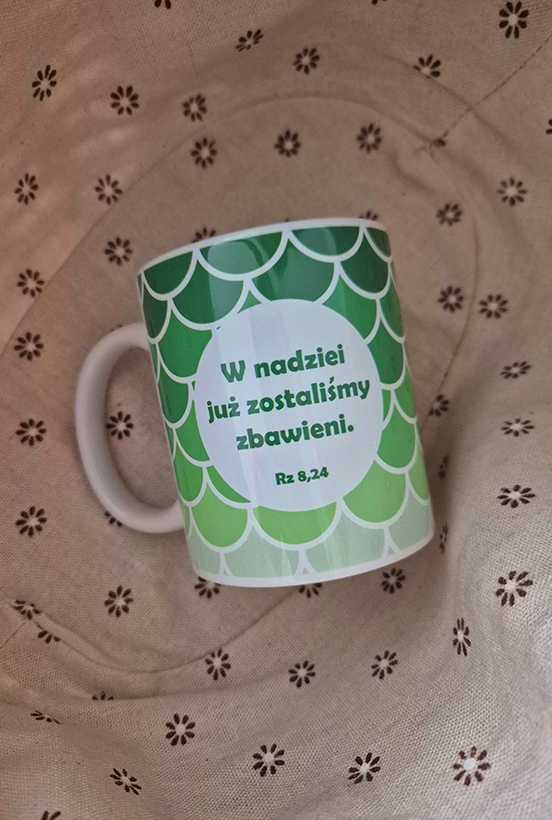 W nadziei
już zostaliśmy
zbawieni.
Rz 8,24